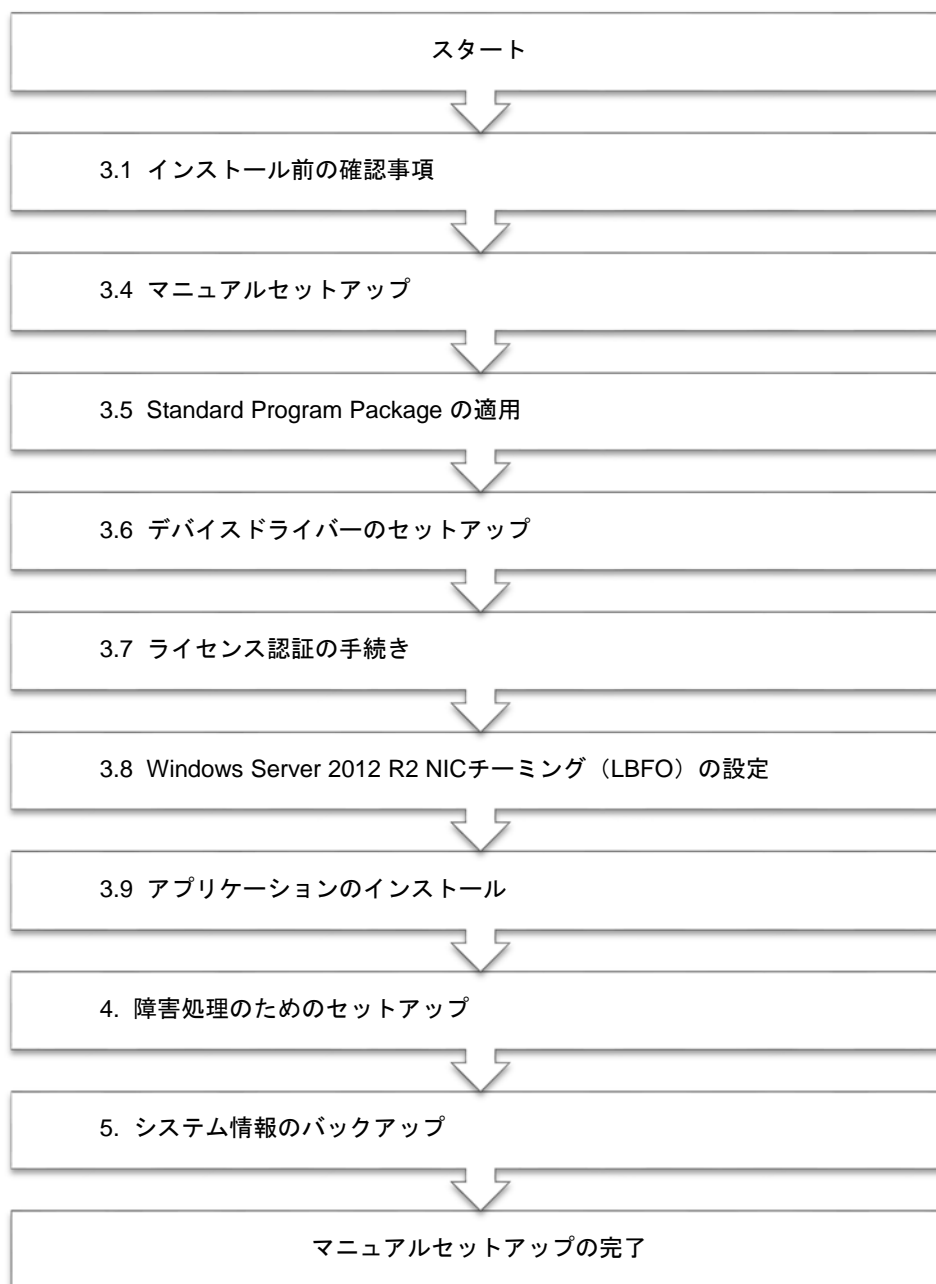 スタート
3.1 インストール前の確認事項
3.4 マニュアルセットアップ
3.5 Standard Program Package の適用
3.6 デバイスドライバーのセットアップ
3.7 ライセンス認証の手続き
3.8 Windows Server 2012 R2 NICチーミング（LBFO）の設定
3.9 アプリケーションのインストール
4. 障害処理のためのセットアップ
5. システム情報のバックアップ
マニュアルセットアップの完了